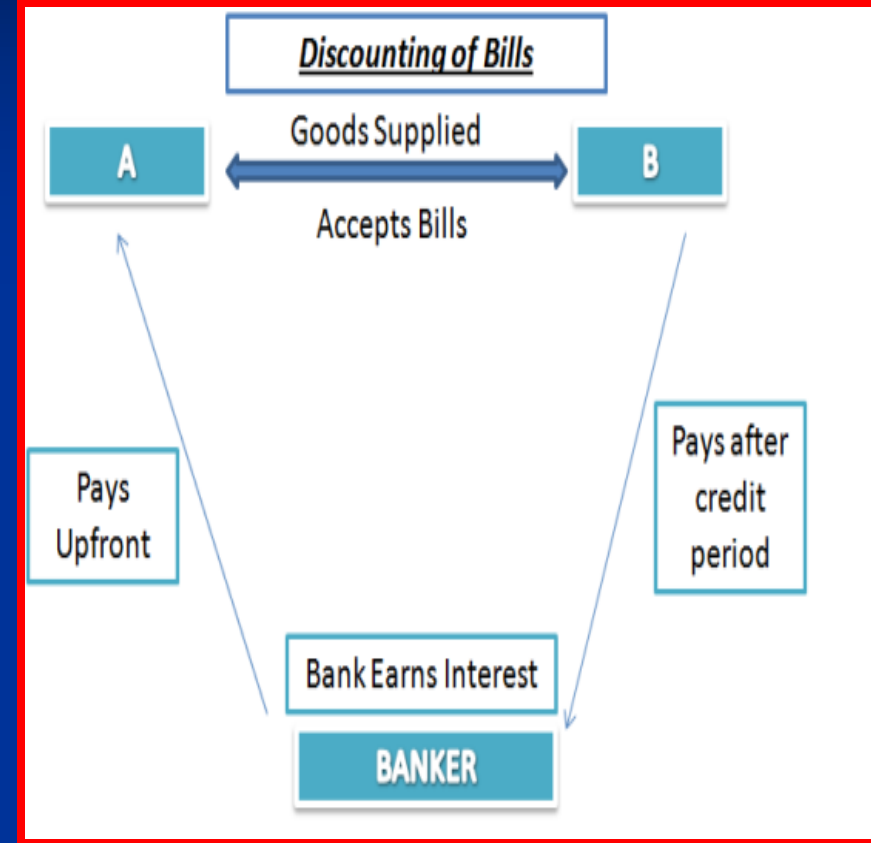 Discounting of Bills
Goods Supplied
A
B
Accepts Bills
Pays
Upfront
Pays after
credit
period
Bank Earns Interest
BANKER